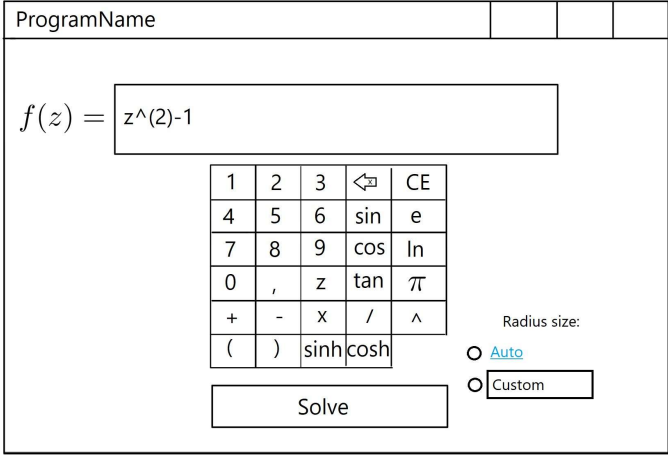 ProgramName
f(z) = z^(2)-1
1 2 3 ⌫ CE
4 5 6 sin e
7 8 9 cos ln
0 , z tan π
+ - x / ^
( ) sinh cosh
Radius size:
Auto
Custom
Solve